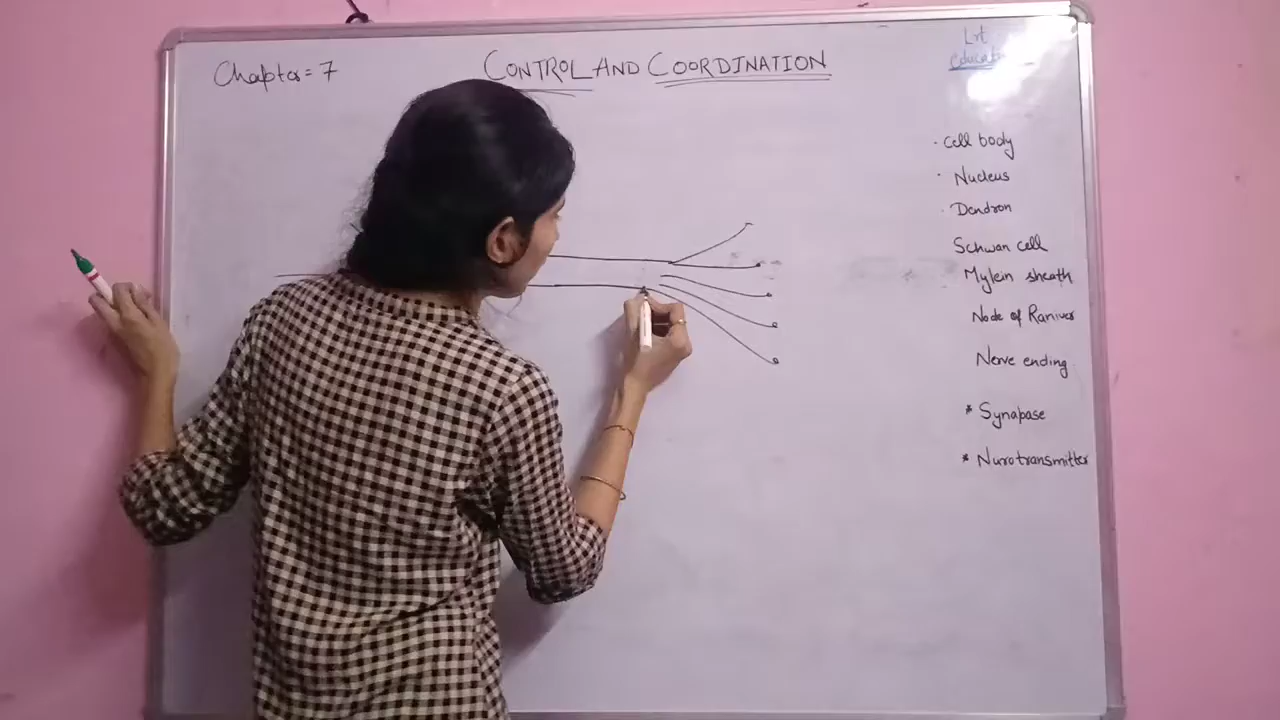 Chapter = 7
CONTROL AND COORDINATION
· Cell body
· Nucleus
· Dendron
Schwan cell
Mylein sheath
Node of Raniver
Nerve ending
* Synapase
* Nurotransmitter